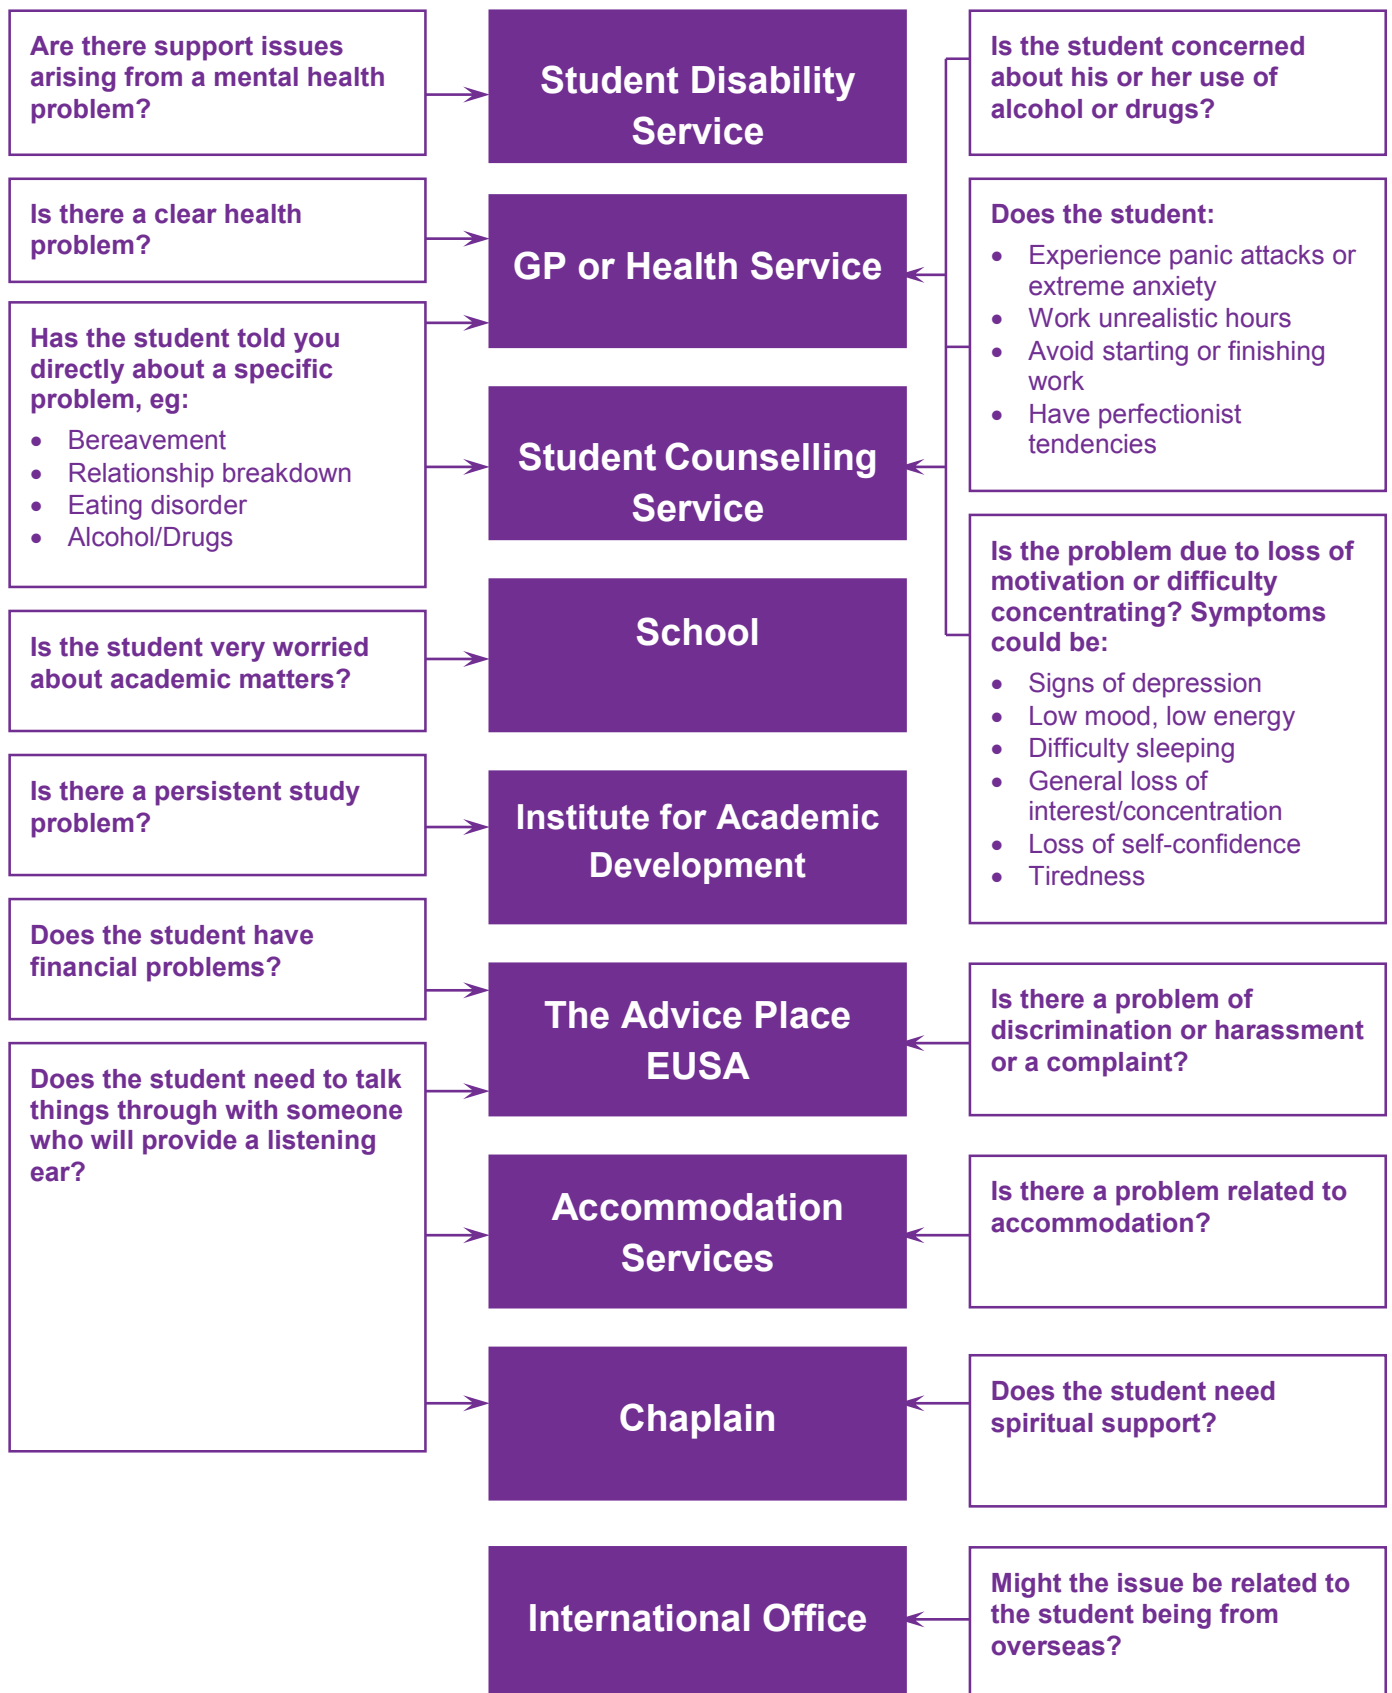 Are there support issues
arising from a mental health
problem?
Is there a clear health
problem?
Has the student told you
directly about a specific
problem, eg:
• Bereavement
• Relationship breakdown
• Eating disorder
• Alcohol/Drugs
Is the student very worried
about academic matters?
Is there a persistent study
problem?
Does the student have
financial problems?
Does the student need to talk
things through with someone
who will provide a listening
ear?
Student Disability
Service
GP or Health Service
Student Counselling
Service
School
Institute for Academic
Development
The Advice Place
EUSA
Accommodation
Services
Chaplain
International Office
Is the student concerned
about his or her use of
alcohol or drugs?
Does the student:
• Experience panic attacks or
extreme anxiety
• Work unrealistic hours
• Avoid starting or finishing
work
• Have perfectionist
tendencies
Is the problem due to loss of
motivation or difficulty
concentrating? Symptoms
could be:
• Signs of depression
• Low mood, low energy
• Difficulty sleeping
• General loss of
interest/concentration
• Loss of self-confidence
• Tiredness
Is there a problem of
discrimination or harassment
or a complaint?
Is there a problem related to
accommodation?
Does the student need
spiritual support?
Might the issue be related to
the student being from
overseas?